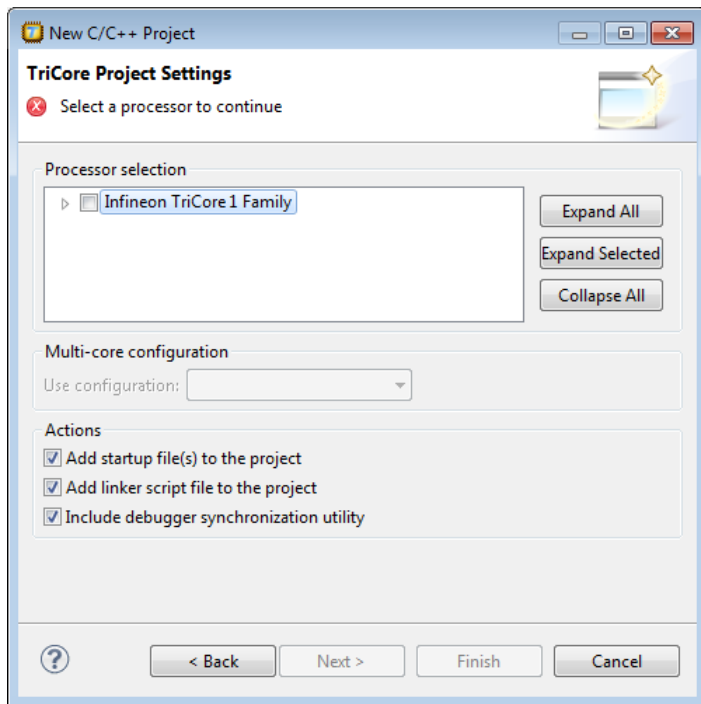 New C/C++ Project
TriCore Project Settings
Select a processor to continue
Processor selection
Infineon TriCore 1 Family
Expand All
Expand Selected
Collapse All
Multi-core configuration
Use configuration:
Actions
Add startup file(s) to the project
Add linker script file to the project
Include debugger synchronization utility
? < Back Next > Finish Cancel